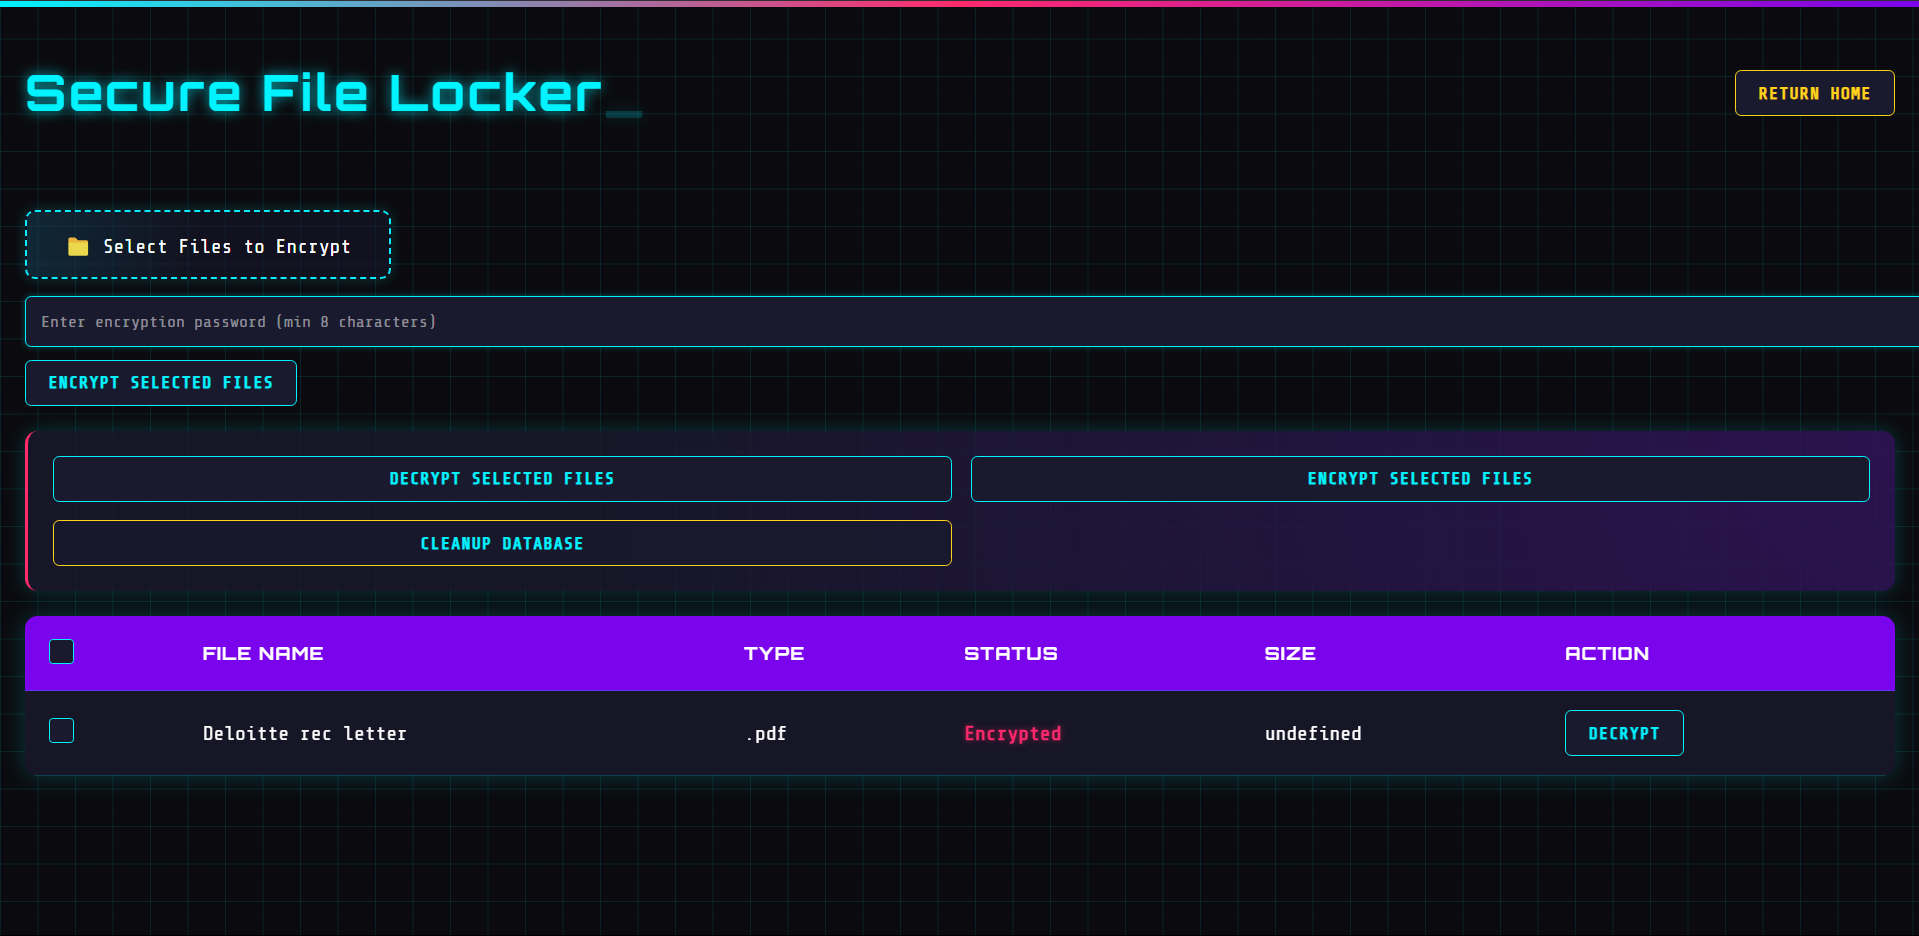 Secure File Locker_
RETURN HOME
Select Files to Encrypt
Enter encryption password (min 8 characters)
ENCRYPT SELECTED FILES
DECRYPT SELECTED FILES
ENCRYPT SELECTED FILES
CLEANUP DATABASE
FILE NAME TYPE STATUS SIZE ACTION
Deloitte rec letter .pdf Encrypted undefined DECRYPT